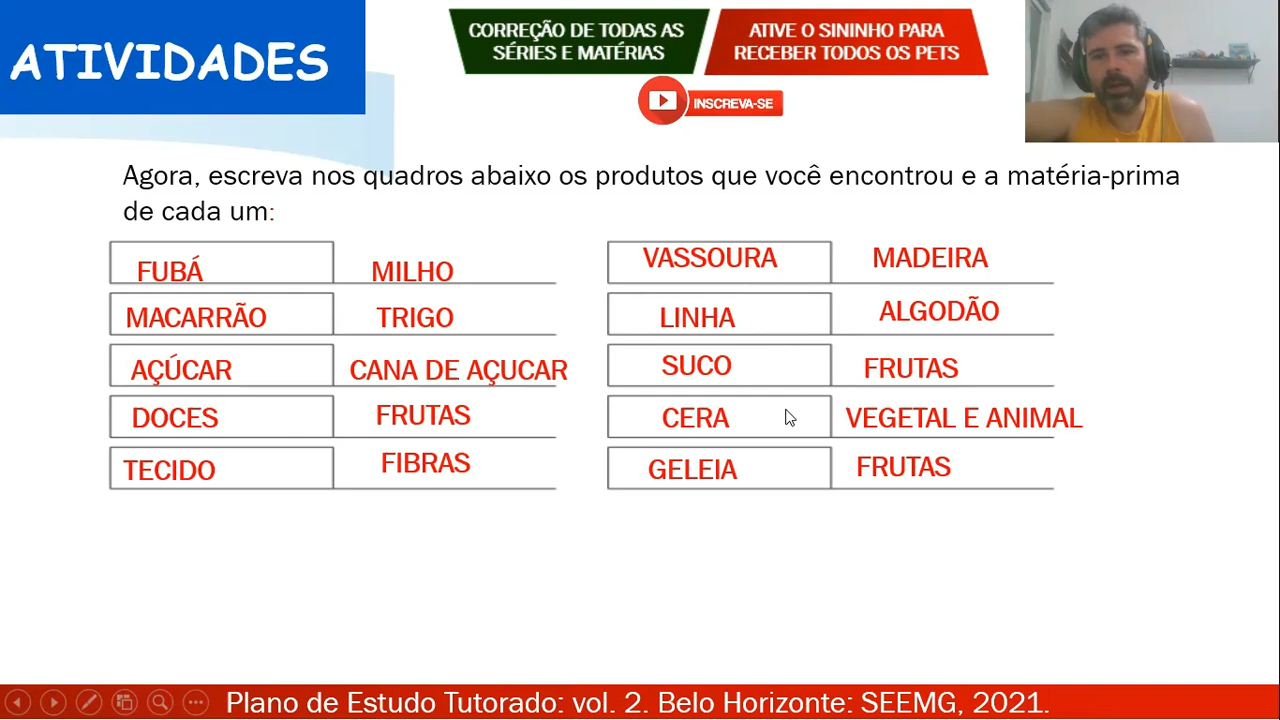 ATIVIDADES
CORREÇÃO DE TODAS AS
SÉRIES E MATÉRIAS
ATIVE O SININHO PARA
RECEBER TODOS OS PETS
INSCREVA-SE
Agora, escreva nos quadros abaixo os produtos que você encontrou e a matéria-prima
de cada um:
FUBÁ MILHO
MACARRÃO TRIGO
AÇÚCAR CANA DE AÇUCAR
DOCES FRUTAS
TECIDO FIBRAS
VASSOURA MADEIRA
LINHA ALGODÃO
SUCO FRUTAS
CERA VEGETAL E ANIMAL
GELEIA FRUTAS
Plano de Estudo Tutorado: vol. 2. Belo Horizonte: SEEMG, 2021.